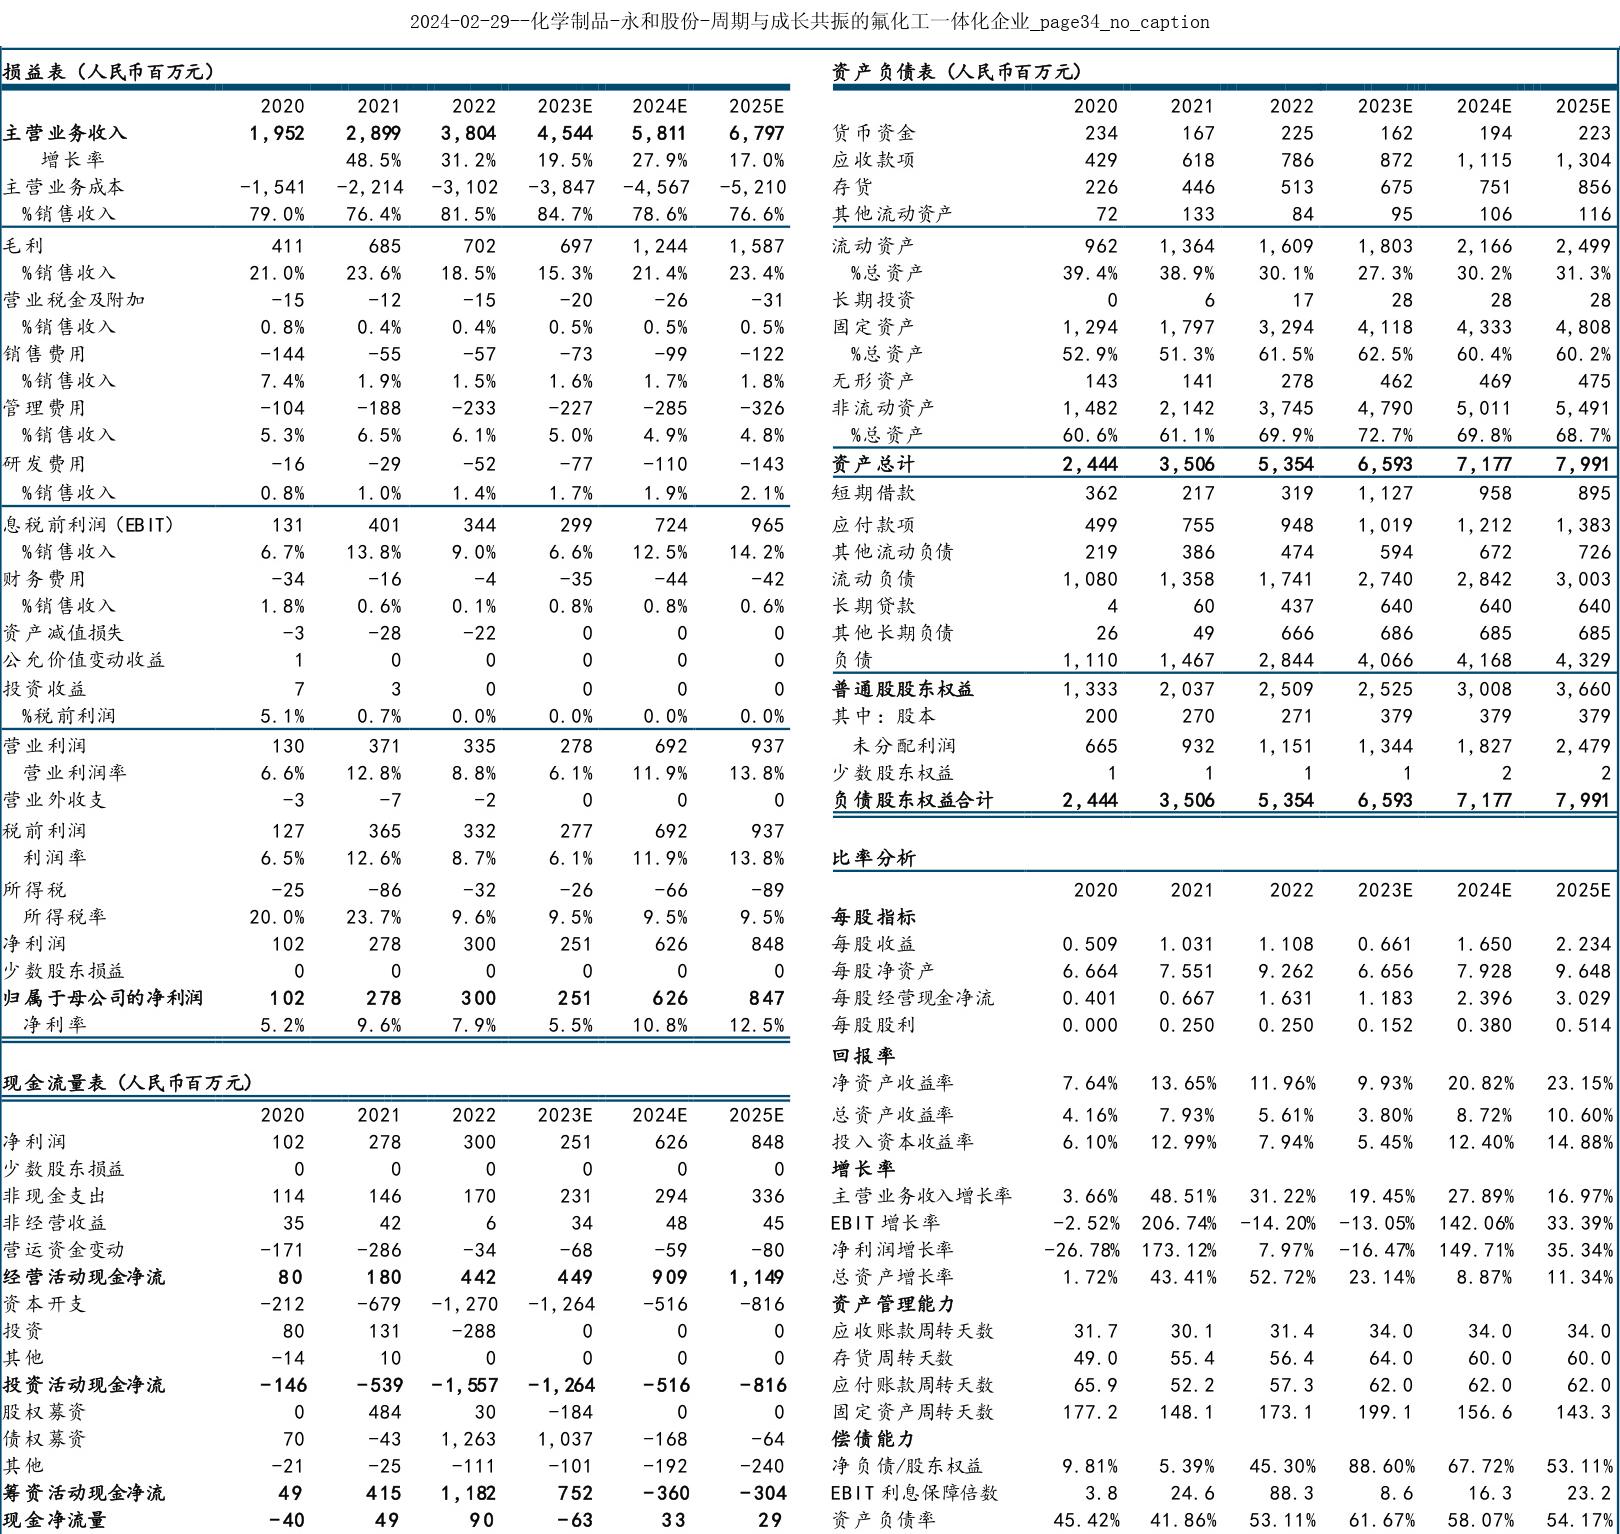 2024-02-29--化学制品-永和股份-周期与成长共振的氟化工一体化企业_page34_no_caption
损益表（人民币百万元）
2020 2021 2022 2023E 2024E 2025E
主营业务收入 1,952 2,899 3,804 4,544 5,811 6,797
增长率 48.5% 31.2% 19.5% 27.9% 17.0%
主营业务成本 -1,541 -2,214 -3,102 -3,847 -4,567 -5,210
%销售收入 79.0% 76.4% 81.5% 84.7% 78.6% 76.6%
毛利 411 685 702 697 1,244 1,587
%销售收入 21.0% 23.6% 18.5% 15.3% 21.4% 23.4%
营业税金及附加 -15 -12 -15 -20 -26 -31
%销售收入 0.8% 0.4% 0.4% 0.5% 0.5% 0.5%
销售费用 -144 -55 -57 -73 -99 -122
%销售收入 7.4% 1.9% 1.5% 1.6% 1.7% 1.8%
管理费用 -104 -188 -233 -227 -285 -326
%销售收入 5.3% 6.5% 6.1% 5.0% 4.9% 4.8%
研发费用 -16 -29 -52 -77 -110 -143
%销售收入 0.8% 1.0% 1.4% 1.7% 1.9% 2.1%
息税前利润（EBIT） 131 401 344 299 724 965
%销售收入 6.7% 13.8% 9.0% 6.6% 12.5% 14.2%
财务费用 -34 -16 -4 -35 -44 -42
%销售收入 1.8% 0.6% 0.1% 0.8% 0.8% 0.6%
资产减值损失 -3 -28 -22 0 0 0
公允价值变动收益 1 0 0 0 0 0
投资收益 7 3 0 0 0 0
%税前利润 5.1% 0.7% 0.0% 0.0% 0.0% 0.0%
营业利润 130 371 335 278 692 937
营业利润率 6.6% 12.8% 8.8% 6.1% 11.9% 13.8%
营业外收支 -3 -7 -2 0 0 0
税前利润 127 365 332 277 692 937
利润率 6.5% 12.6% 8.7% 6.1% 11.9% 13.8%
所得税 -25 -86 -32 -26 -66 -89
所得税率 20.0% 23.7% 9.6% 9.5% 9.5% 9.5%
净利润 102 278 300 251 626 848
少数股东损益 0 0 0 0 0 0
归属于母公司的净利润 102 278 300 251 626 847
净利率 5.2% 9.6% 7.9% 5.5% 10.8% 12.5%
现金流量表（人民币百万元）
2020 2021 2022 2023E 2024E 2025E
净利润 102 278 300 251 626 848
少数股东损益 0 0 0 0 0 0
非现金支出 114 146 170 231 294 336
非经营收益 35 42 6 34 48 45
营运资金变动 -171 -286 -34 -68 -59 -80
经营活动现金净流 80 180 442 449 909 1,149
资本开支 -212 -679 -1,270 -1,264 -516 -816
投资 80 131 -288 0 0 0
其他 -14 10 0 0 0 0
投资活动现金净流 -146 -539 -1,557 -1,264 -516 -816
股权募资 0 484 30 -184 0 0
债权募资 70 -43 1,263 1,037 -168 -64
其他 -21 -25 -111 -101 -192 -240
筹资活动现金净流 49 415 1,182 752 -360 -304
现金净流量 -40 49 90 -63 33 29
资产负债表（人民币百万元）
2020 2021 2022 2023E 2024E 2025E
货币资金 234 167 225 162 194 223
应收款项 429 618 786 872 1,115 1,304
存货 226 446 513 675 751 856
其他流动资产 72 133 84 95 106 116
流动资产 962 1,364 1,609 1,803 2,166 2,499
%总资产 39.4% 38.9% 30.1% 27.3% 30.2% 31.3%
长期投资 0 6 17 28 28 28
固定资产 1,294 1,797 3,294 4,118 4,333 4,808
%总资产 52.9% 51.3% 61.5% 62.5% 60.4% 60.2%
无形资产 143 141 278 462 469 475
非流动资产 1,482 2,142 3,745 4,790 5,011 5,491
%总资产 60.6% 61.1% 69.9% 72.7% 69.8% 68.7%
资产总计 2,444 3,506 5,354 6,593 7,177 7,991
短期借款 362 217 319 1,127 958 895
应付款项 499 755 948 1,019 1,212 1,383
其他流动负债 219 386 474 594 672 726
流动负债 1,080 1,358 1,741 2,740 2,842 3,003
长期贷款 4 60 437 640 640 640
其他长期负债 26 49 666 686 685 685
负债 1,110 1,467 2,844 4,066 4,168 4,329
普通股股东权益 1,333 2,037 2,509 2,525 3,008 3,660
其中：股本 200 270 271 379 379 379
未分配利润 665 932 1,151 1,344 1,827 2,479
少数股东权益 1 1 1 1 2 2
负债股东权益合计 2,444 3,506 5,354 6,593 7,177 7,991
比率分析
2020 2021 2022 2023E 2024E 2025E
每股指标
每股收益 0.509 1.031 1.108 0.661 1.650 2.234
每股净资产 6.664 7.551 9.262 6.656 7.928 9.648
每股经营现金净流 0.401 0.667 1.631 1.183 2.396 3.029
每股股利 0.000 0.250 0.250 0.152 0.380 0.514
回报率
净资产收益率 7.64% 13.65% 11.96% 9.93% 20.82% 23.15%
总资产收益率 4.16% 7.93% 5.61% 3.80% 8.72% 10.60%
投入资本收益率 6.10% 12.99% 7.94% 5.45% 12.40% 14.88%
增长率
主营业务收入增长率 3.66% 48.51% 31.22% 19.45% 27.89% 16.97%
EBIT增长率 -2.52% 206.74% -14.20% -13.05% 142.06% 33.39%
净利润增长率 -26.78% 173.12% 7.97% -16.47% 149.71% 35.34%
总资产增长率 1.72% 43.41% 52.72% 23.14% 8.87% 11.34%
资产管理能力
应收账款周转天数 31.7 30.1 31.4 34.0 34.0 34.0
存货周转天数 49.0 55.4 56.4 64.0 60.0 60.0
应付账款周转天数 65.9 52.2 57.3 62.0 62.0 62.0
固定资产周转天数 177.2 148.1 173.1 199.1 156.6 143.3
偿债能力
净负债/股东权益 9.81% 5.39% 45.30% 88.60% 67.72% 53.11%
EBIT利息保障倍数 3.8 24.6 88.3 8.6 16.3 23.2
资产负债率 45.42% 41.86% 53.11% 61.67% 58.07% 54.17%